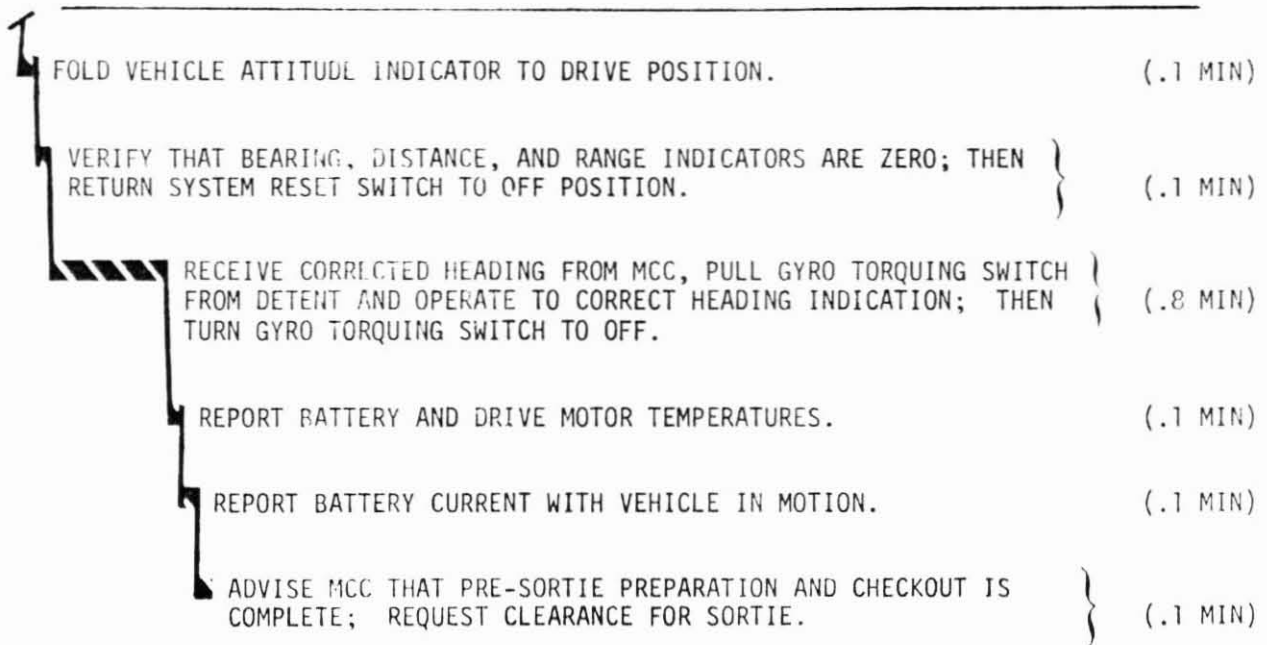 FOLD VEHICLE ATTITUDE INDICATOR TO DRIVE POSITION. (.1 MIN)
VERIFY THAT BEARING, DISTANCE, AND RANGE INDICATORS ARE ZERO; THEN
RETURN SYSTEM RESET SWITCH TO OFF POSITION. (.1 MIN)
RECEIVE CORRECTED HEADING FROM MCC, PULL GYRO TORQUING SWITCH
FROM DETENT AND OPERATE TO CORRECT HEADING INDICATION; THEN (.8 MIN)
TURN GYRO TORQUING SWITCH TO OFF.
REPORT BATTERY AND DRIVE MOTOR TEMPERATURES. (.1 MIN)
REPORT BATTERY CURRENT WITH VEHICLE IN MOTION. (.1 MIN)
ADVISE MCC THAT PRE-SORTIE PREPARATION AND CHECKOUT IS
COMPLETE; REQUEST CLEARANCE FOR SORTIE. (.1 MIN)